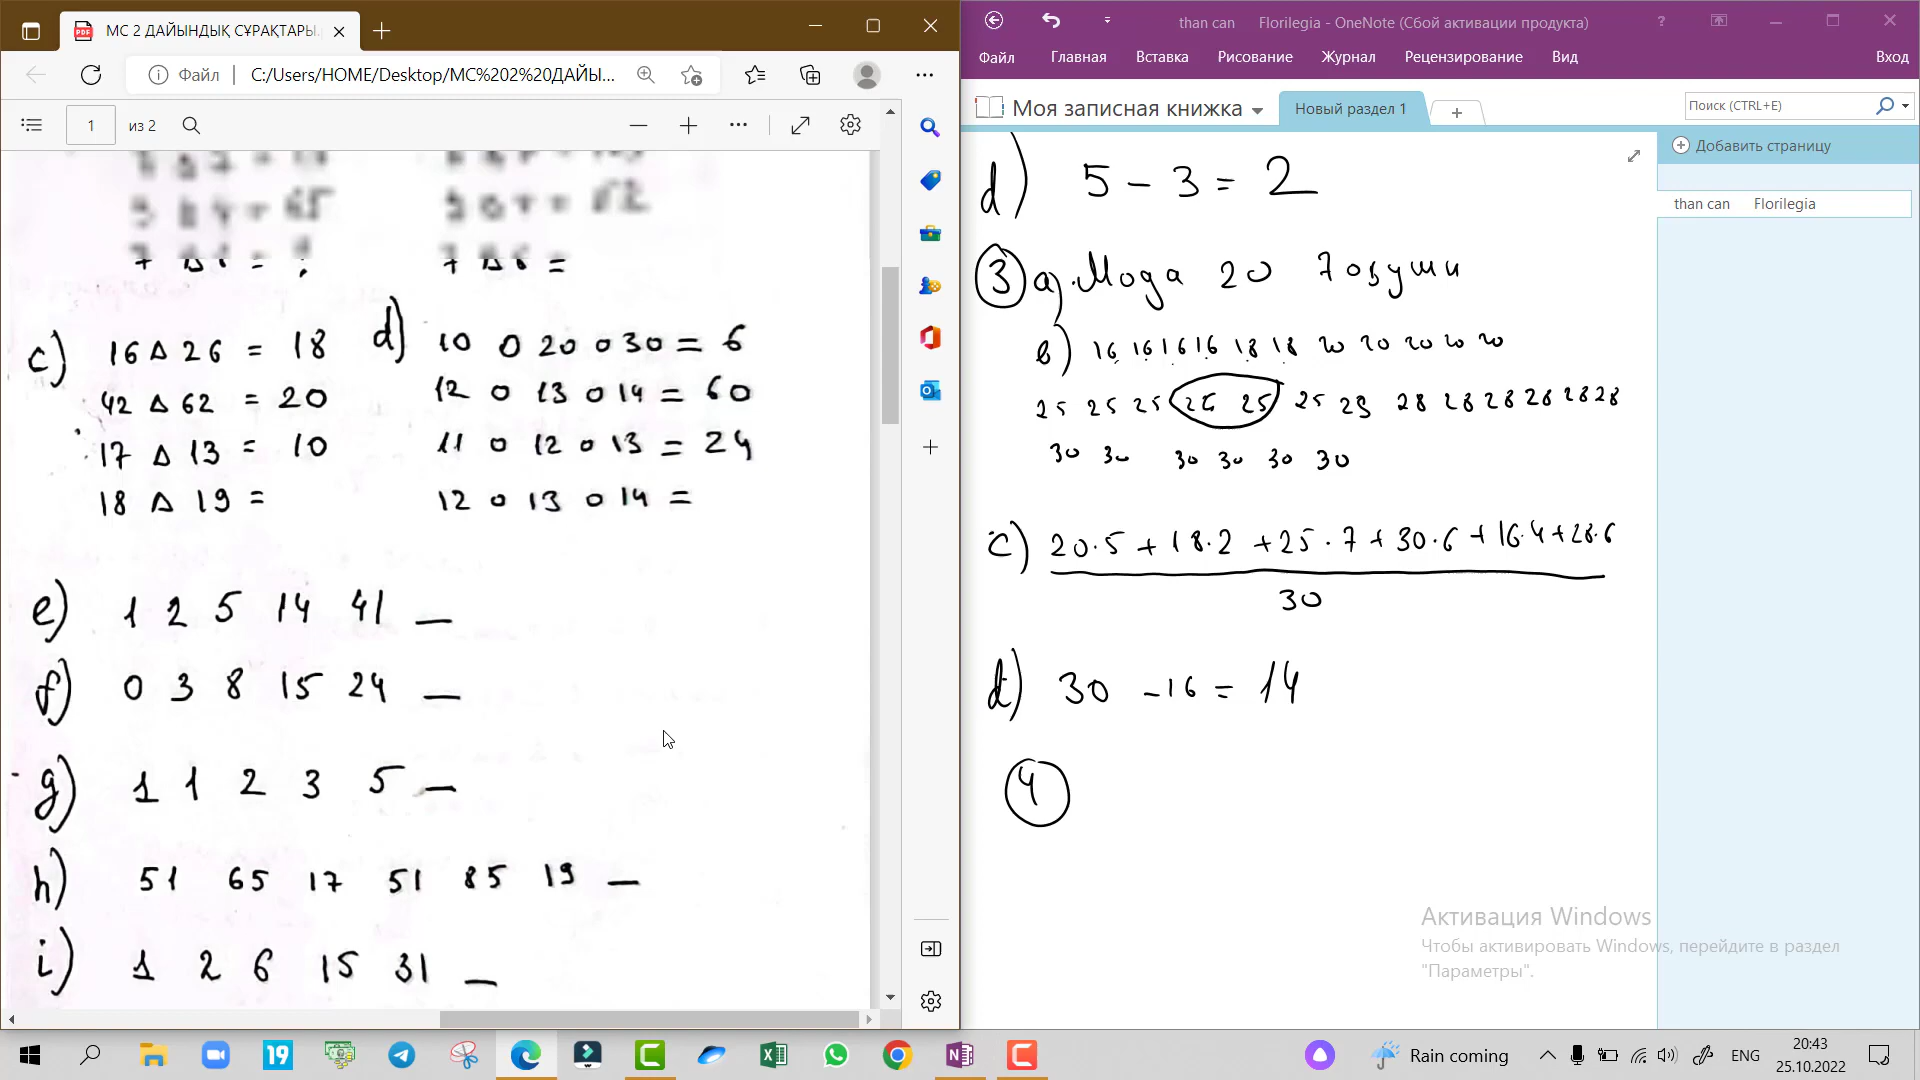 МС 2 ДАЙЫНДЫҚ СҰРАҚТАРЫ.
Файл
C:/Users/HOME/Desktop/МС%202%20ДАЙЫ...
1 из 2
7 Δ 6 =
c) 16 Δ 26 = 18
42 Δ 62 = 20
17 Δ 13 = 10
18 Δ 19 =
d) 10 o 20 o 30 = 6
12 o 13 o 14 = 60
11 o 12 o 13 = 24
12 o 13 o 14 =
e) 1 2 5 14 41 _
f) 0 3 8 15 24 _
g) 1 1 2 3 5 _
h) 51 65 17 51 85 19 _
i) 1 2 6 15 31 _
than can Florilegia - OneNote (Сбой активации продукта)
Файл Главная Вставка Рисование Журнал Рецензирование Вид Вход
Моя записная книжка
Новый раздел 1
Поиск (CTRL+E)
Добавить страницу
than can Florilegia
d) 5 - 3 = 2
3 a) Мода 20
в) 16 16 16 16 18 18 20 20 20 20 20
25 25 25 25 25 25 28 28 28 28 28 28 28
30 30 30 30 30 30
c) 20·5 + 18·2 + 25·7 + 30·6 + 16·4 + 28·6
30
d) 30 - 16 = 14
4
Активация Windows
Чтобы активировать Windows, перейдите в раздел
"Параметры".
19
Rain coming
ENG
20:43
25.10.2022